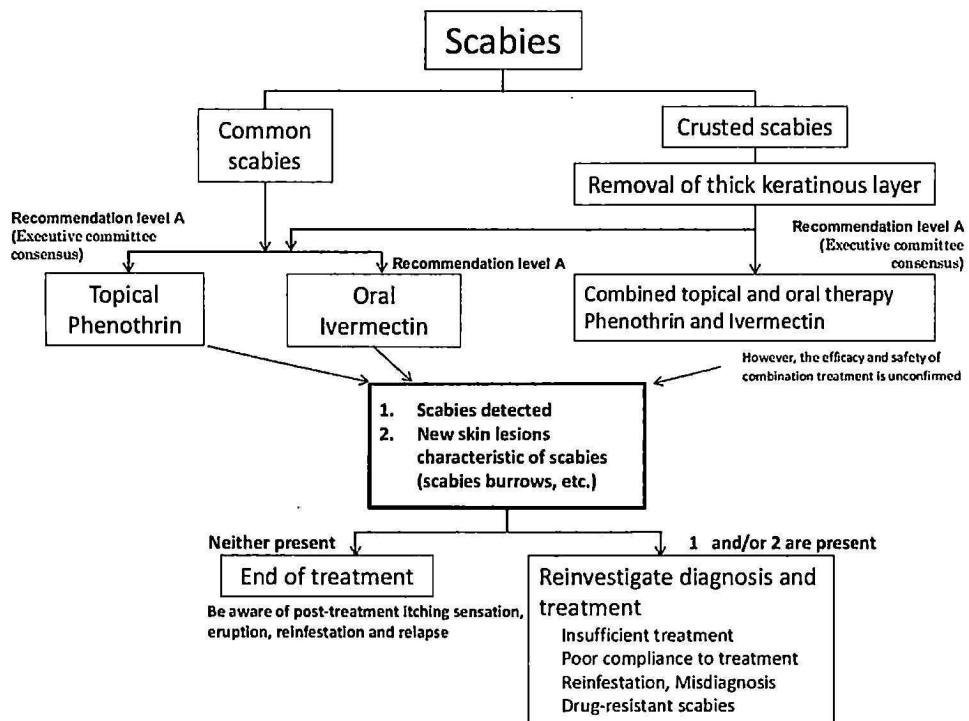 Scabies
Common
scabies
Crusted scabies
Removal of thick keratinous layer
Recommendation level A
(Executive committee
consensus)
Recommendation level A
Recommendation level A
(Executive committee
consensus)
Topical
Phenothrin
Oral
Ivermectin
Combined topical and oral therapy
Phenothrin and Ivermectin
However, the efficacy and safety of
combination treatment is unconfirmed
1. Scabies detected
2. New skin lesions
characteristic of scabies
(scabies burrows, etc.)
Neither present
1 and/or 2 are present
End of treatment
Be aware of post-treatment itching sensation,
eruption, reinfestation and relapse
Reinvestigate diagnosis and
treatment
Insufficient treatment
Poor compliance to treatment
Reinfestation, Misdiagnosis
Drug-resistant scabies